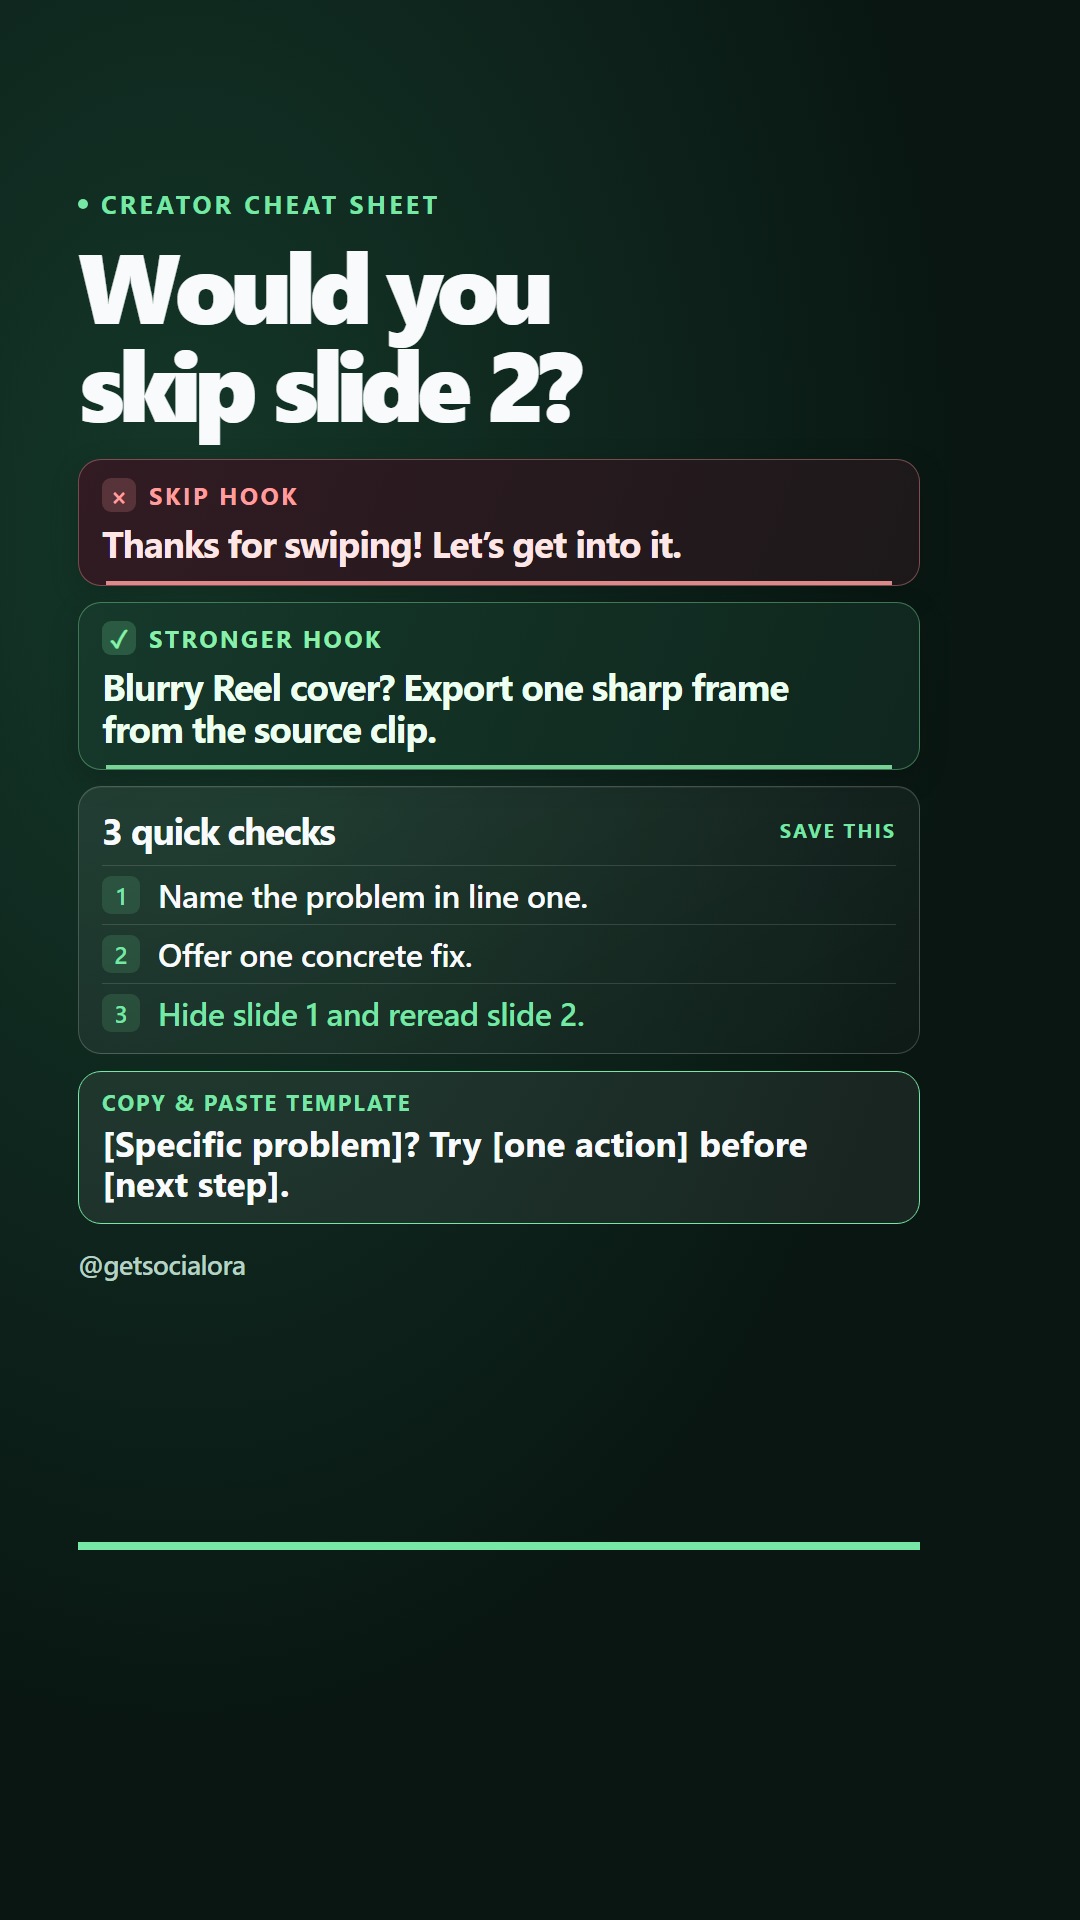 • CREATOR CHEAT SHEET
Would you
skip slide 2?
× SKIP HOOK
Thanks for swiping! Let’s get into it.
✓ STRONGER HOOK
Blurry Reel cover? Export one sharp frame
from the source clip.
3 quick checks SAVE THIS
1 Name the problem in line one.
2 Offer one concrete fix.
3 Hide slide 1 and reread slide 2.
COPY & PASTE TEMPLATE
[Specific problem]? Try [one action] before
[next step].
@getsocialora